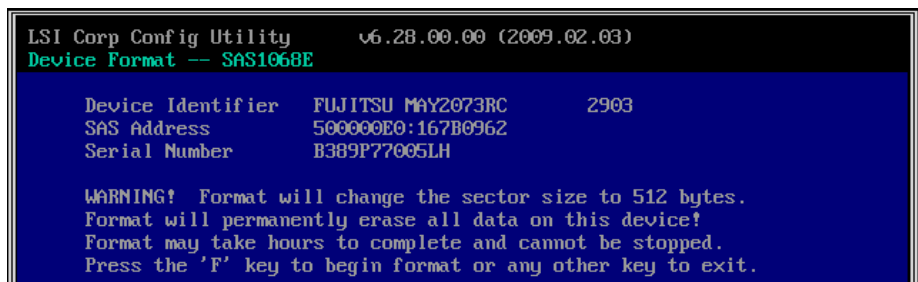 LSI Corp Config Utility v6.28.00.00 (2009.02.03)
Device Format -- SAS1068E
Device Identifier FUJITSU MAY2073RC 2903
SAS Address 500000E0:167B0962
Serial Number B389P77005LH
WARNING! Format will change the sector size to 512 bytes.
Format will permanently erase all data on this device!
Format may take hours to complete and cannot be stopped.
Press the 'F' key to begin format or any other key to exit.